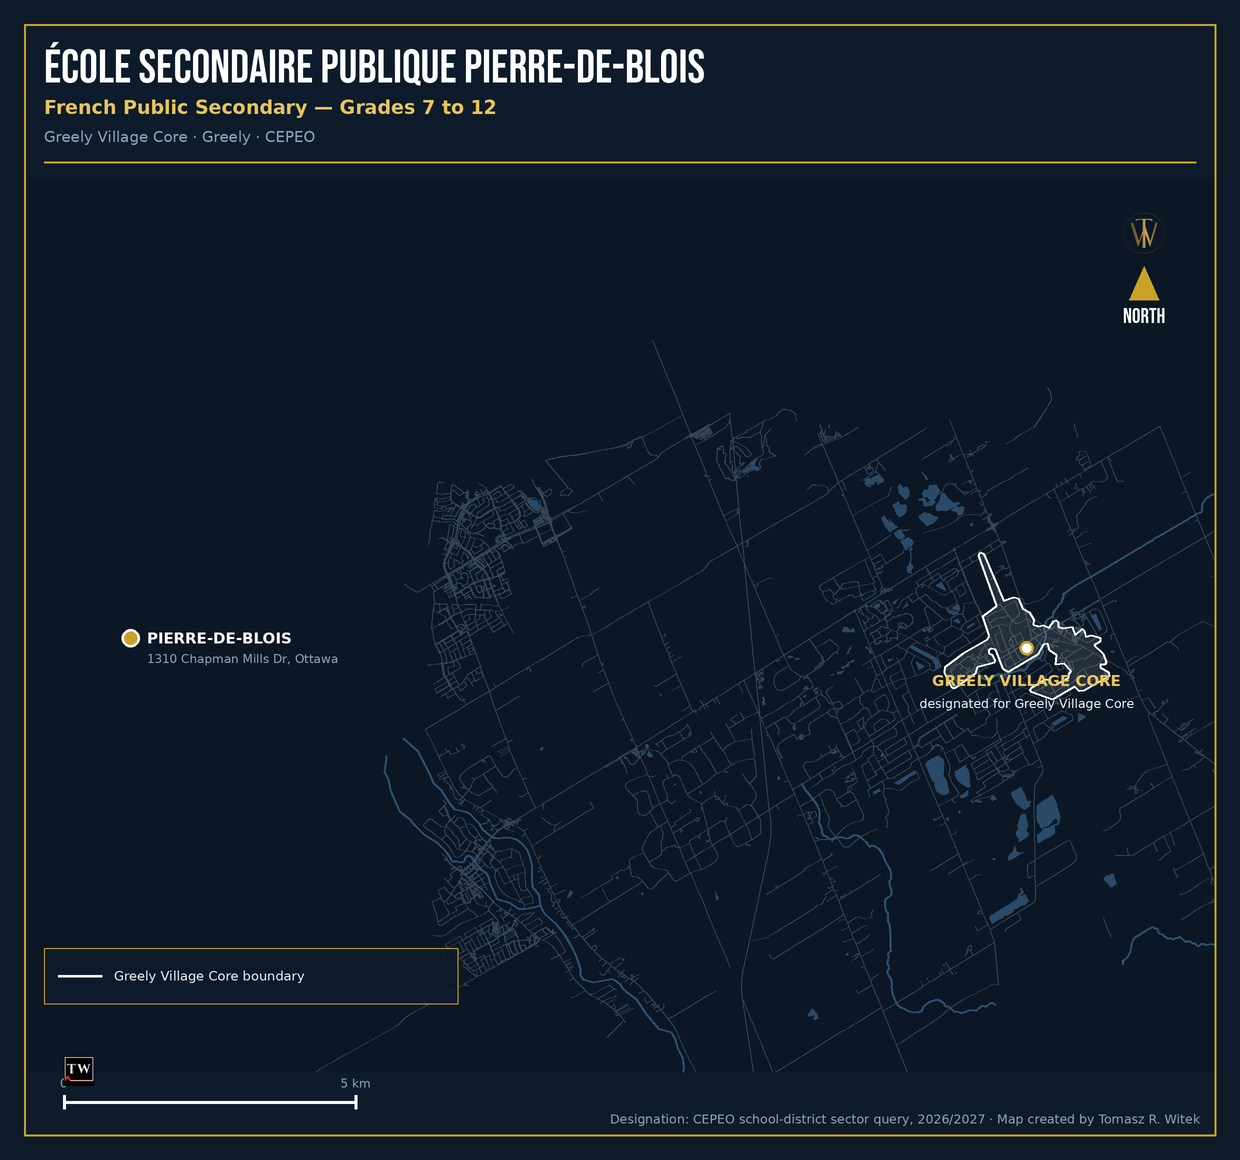 ÉCOLE SECONDAIRE PUBLIQUE PIERRE-DE-BLOIS
French Public Secondary — Grades 7 to 12
Greely Village Core · Greely · CEPEO
NORTH
PIERRE-DE-BLOIS
1310 Chapman Mills Dr, Ottawa
GREELY VILLAGE CORE
designated for Greely Village Core
Greely Village Core boundary
TW
0 5 km
Designation: CEPEO school-district sector query, 2026/2027 · Map created by Tomasz R. Witek